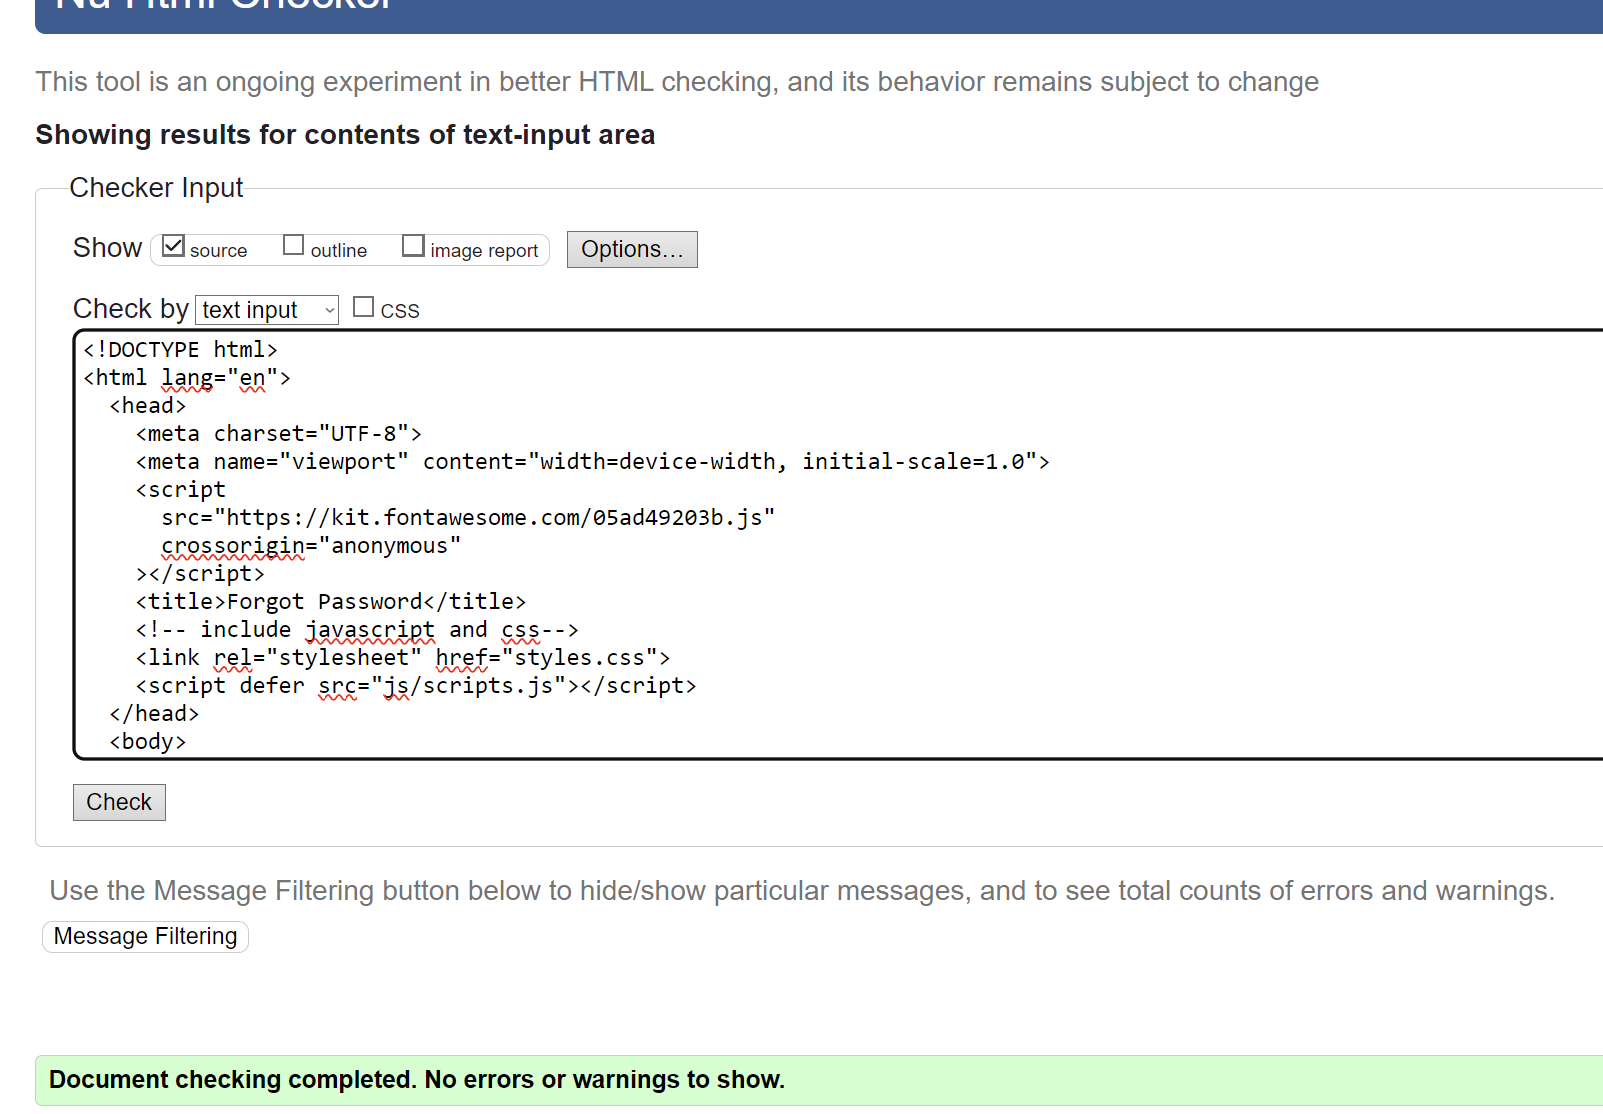 Nu Html Checker
This tool is an ongoing experiment in better HTML checking, and its behavior remains subject to change
Showing results for contents of text-input area
Checker Input
Show source outline image report Options...
Check by text input CSS
<!DOCTYPE html>
<html lang="en">
  <head>
    <meta charset="UTF-8">
    <meta name="viewport" content="width=device-width, initial-scale=1.0">
    <script
      src="https://kit.fontawesome.com/05ad49203b.js"
      crossorigin="anonymous"
    ></script>
    <title>Forgot Password</title>
    <!-- include javascript and css-->
    <link rel="stylesheet" href="styles.css">
    <script defer src="js/scripts.js"></script>
  </head>
  <body>
Check
Use the Message Filtering button below to hide/show particular messages, and to see total counts of errors and warnings.
Message Filtering
Document checking completed. No errors or warnings to show.